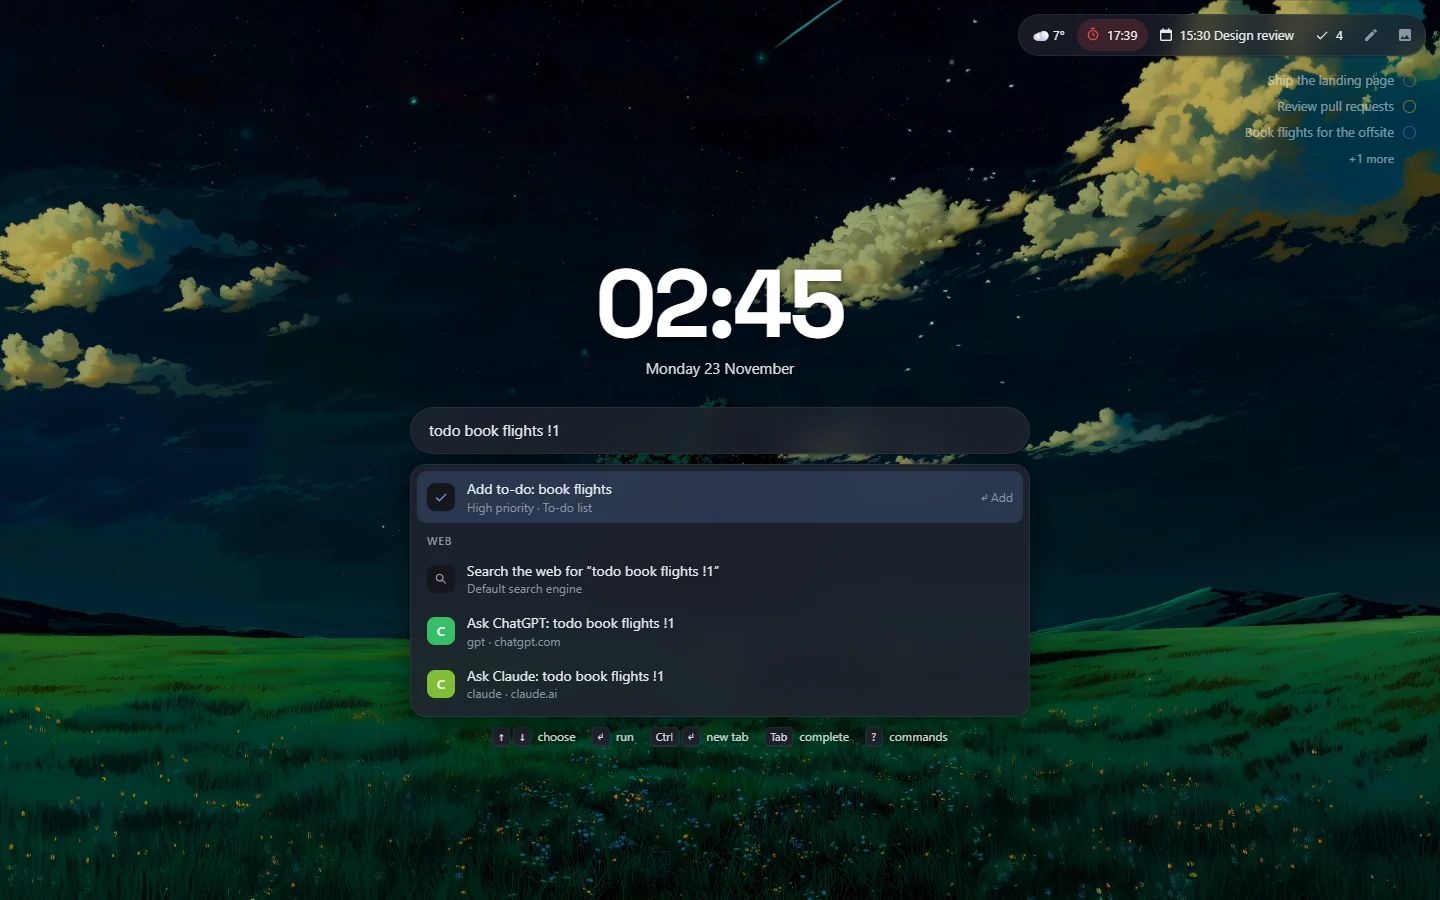 7°
17:39
15:30 Design review
4
Ship the landing page
Review pull requests
Book flights for the offsite
+1 more
02:45
Monday 23 November
todo book flights !1
Add to-do: book flights
High priority · To-do list
↵ Add
WEB
Search the web for “todo book flights !1”
Default search engine
C
Ask ChatGPT: todo book flights !1
gpt · chatgpt.com
C
Ask Claude: todo book flights !1
claude · claude.ai
↑ ↓ choose ↵ run Ctrl ↵ new tab Tab complete ? commands